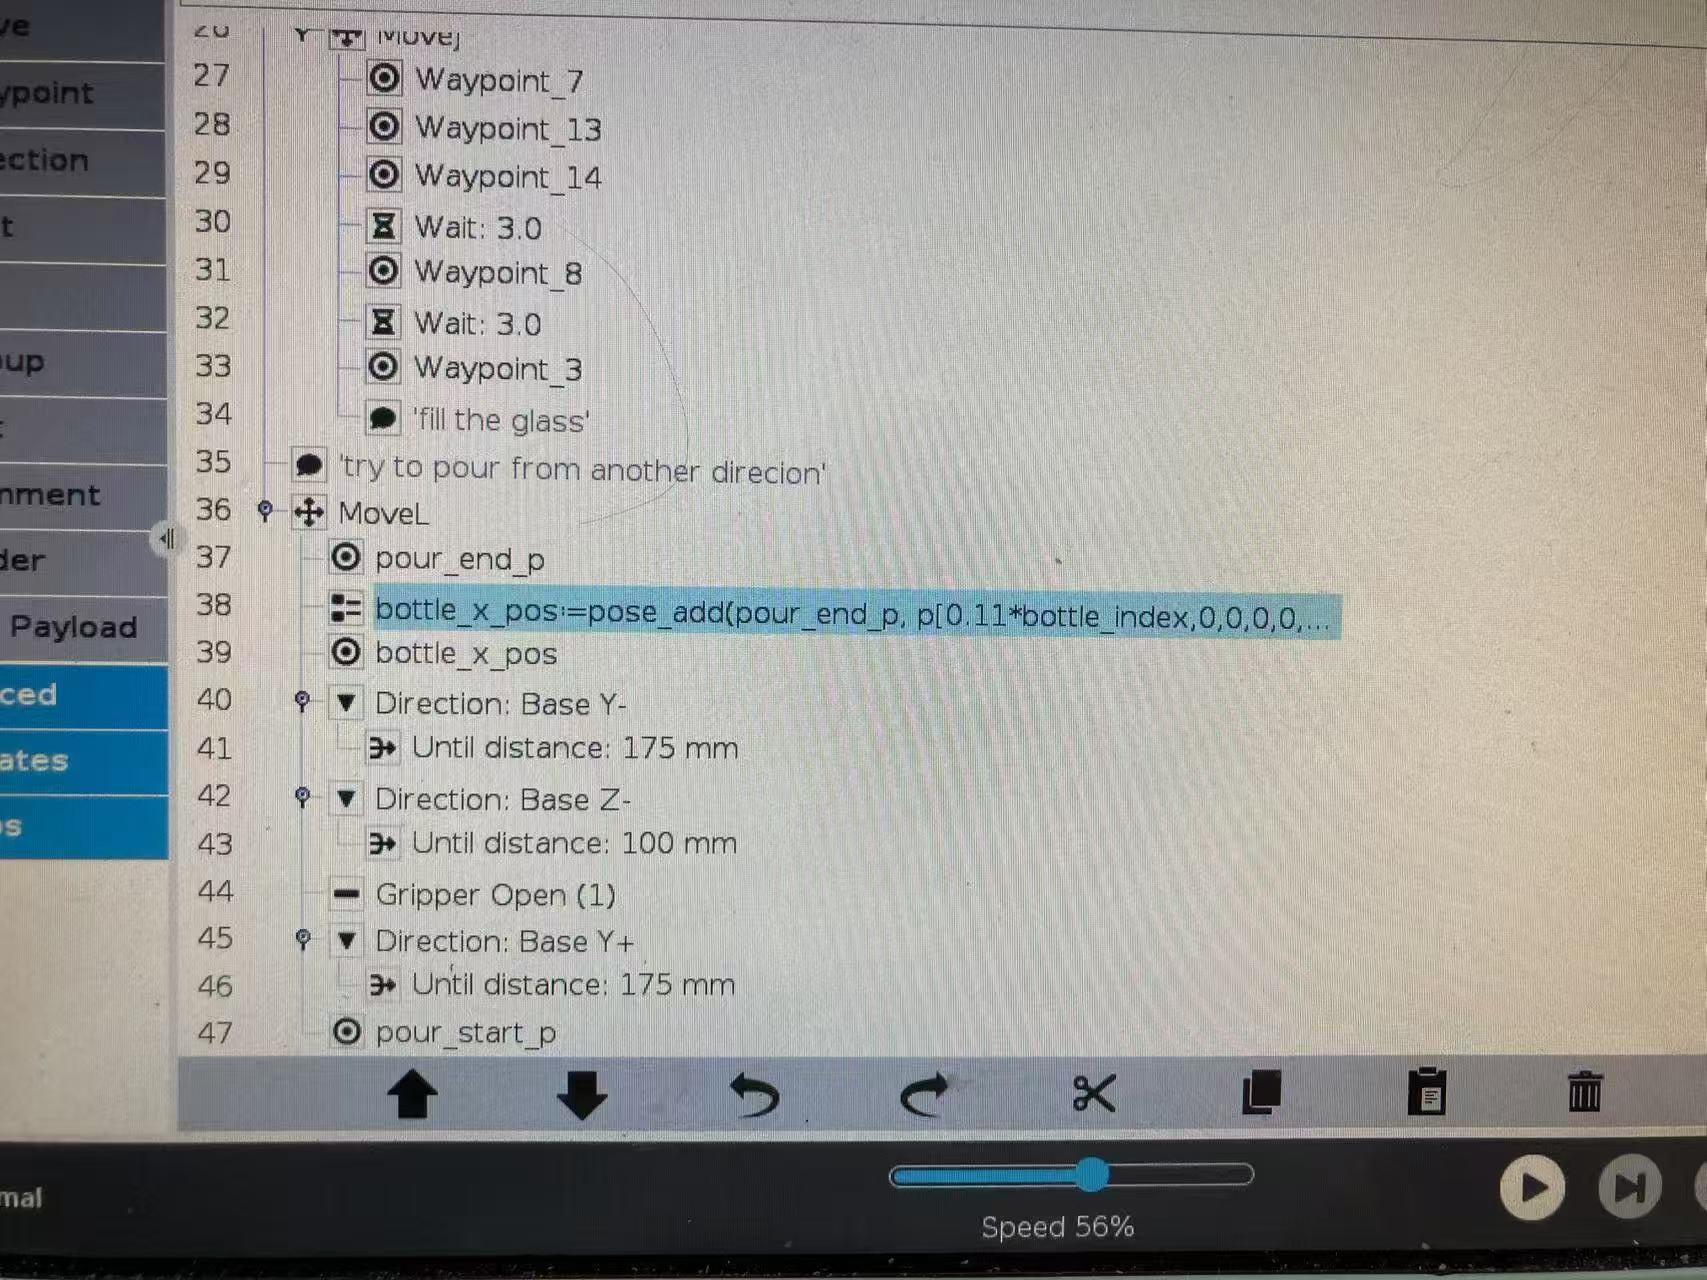 ve
27 Waypoint_7
ypoint
28 Waypoint_13
ection
29 Waypoint_14
t
30 Wait: 3.0
31 Waypoint_8
32 Wait: 3.0
oup
33 Waypoint_3
34 'fill the glass'
35 'try to pour from another direcion'
nment
36 MoveL
der
37 pour_end_p
38 bottle_x_pos:=pose_add(pour_end_p, p[0.11*bottle_index,0,0,0,0,...
Payload
39 bottle_x_pos
ced
40 Direction: Base Y-
41 Until distance: 175 mm
ates
42 Direction: Base Z-
s
43 Until distance: 100 mm
44 Gripper Open (1)
45 Direction: Base Y+
46 Until distance: 175 mm
47 pour_start_p
mal
Speed 56%